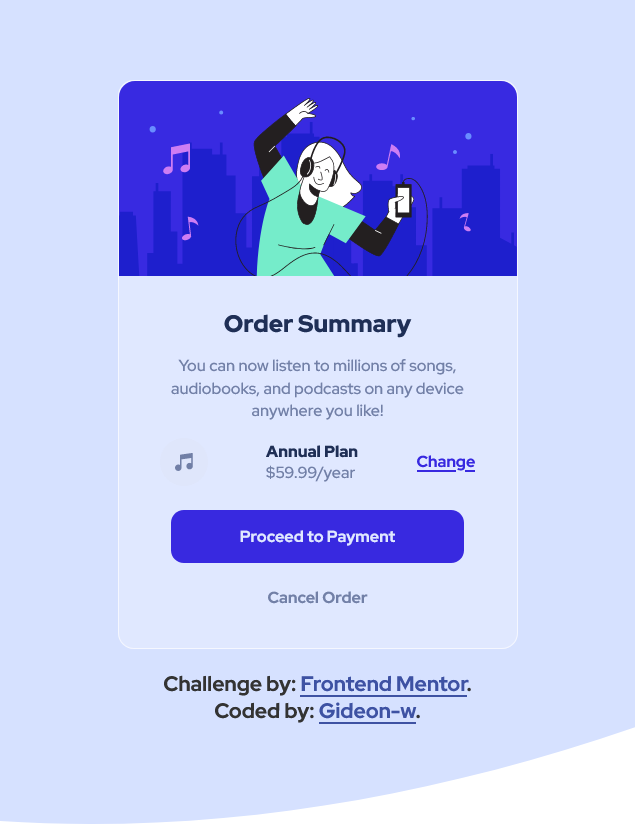 Order Summary
You can now listen to millions of songs,
audiobooks, and podcasts on any device
anywhere you like!
Annual Plan
$59.99/year
Change
Proceed to Payment
Cancel Order
Challenge by: Frontend Mentor.
Coded by: Gideon-w.